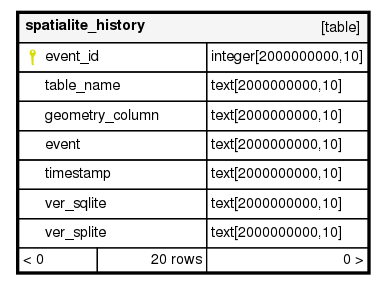 spatialite_history [table]
event_id integer[2000000000,10]
table_name text[2000000000,10]
geometry_column text[2000000000,10]
event text[2000000000,10]
timestamp text[2000000000,10]
ver_sqlite text[2000000000,10]
ver_splite text[2000000000,10]
< 0 20 rows 0 >